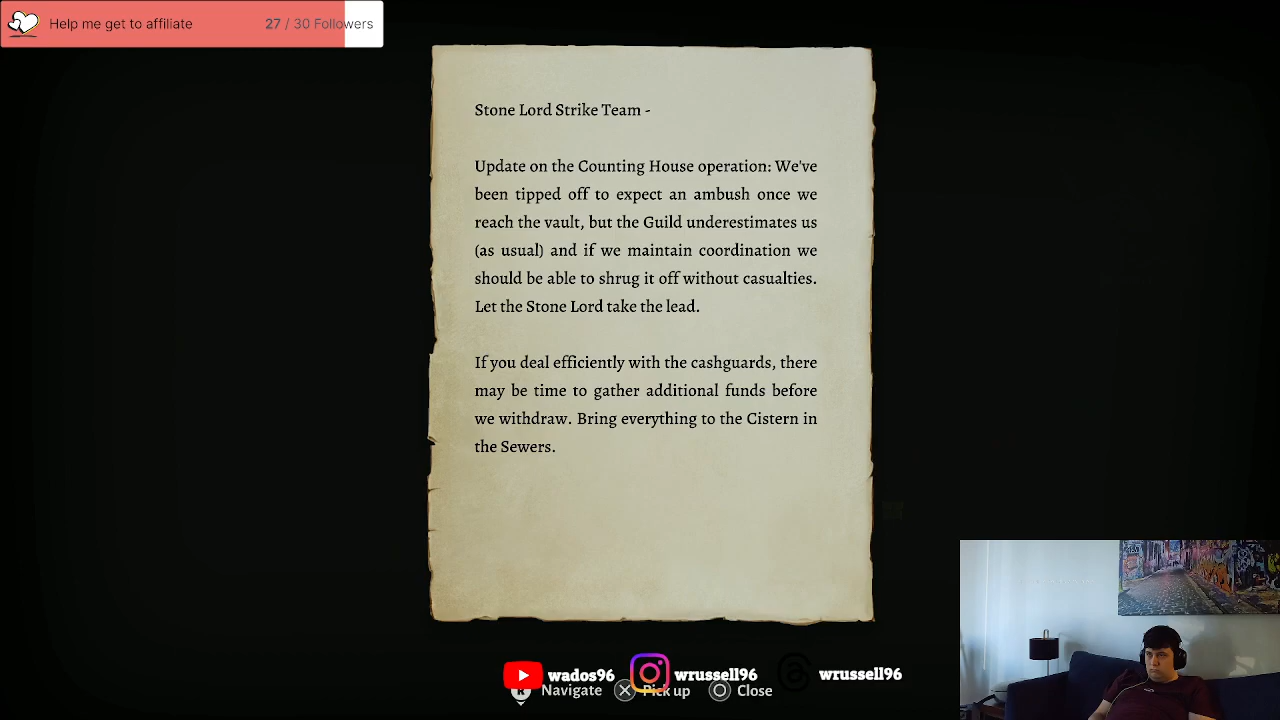 Help me get to affiliate 27 / 30 Followers
Stone Lord Strike Team -
Update on the Counting House operation: We've
been tipped off to expect an ambush once we
reach the vault, but the Guild underestimates us
(as usual) and if we maintain coordination we
should be able to shrug it off without casualties.
Let the Stone Lord take the lead.
If you deal efficiently with the cashguards, there
may be time to gather additional funds before
we withdraw. Bring everything to the Cistern in
the Sewers.
wados96 wrussell96 wrussell96
R Navigate Pick up Close